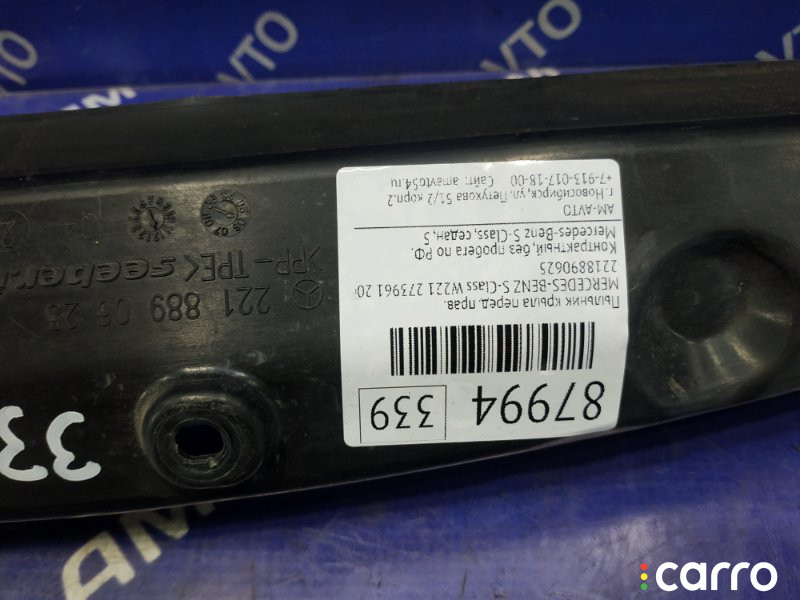 87994 339
Пыльник крыла перед. прав.
MERCEDES-BENZ S-Class W221 273961 20
2218890625
Контрактный, без пробега по РФ.
Mercedes-Benz S-Class, седан, 5
AM-AVTO
г.Новосибирск, ул.Петухова 51/2 корп.2
+7-913-017-18-00 Сайт: amavto54.ru
221 889 06 25
>PP-TPE< seeber
33
carro